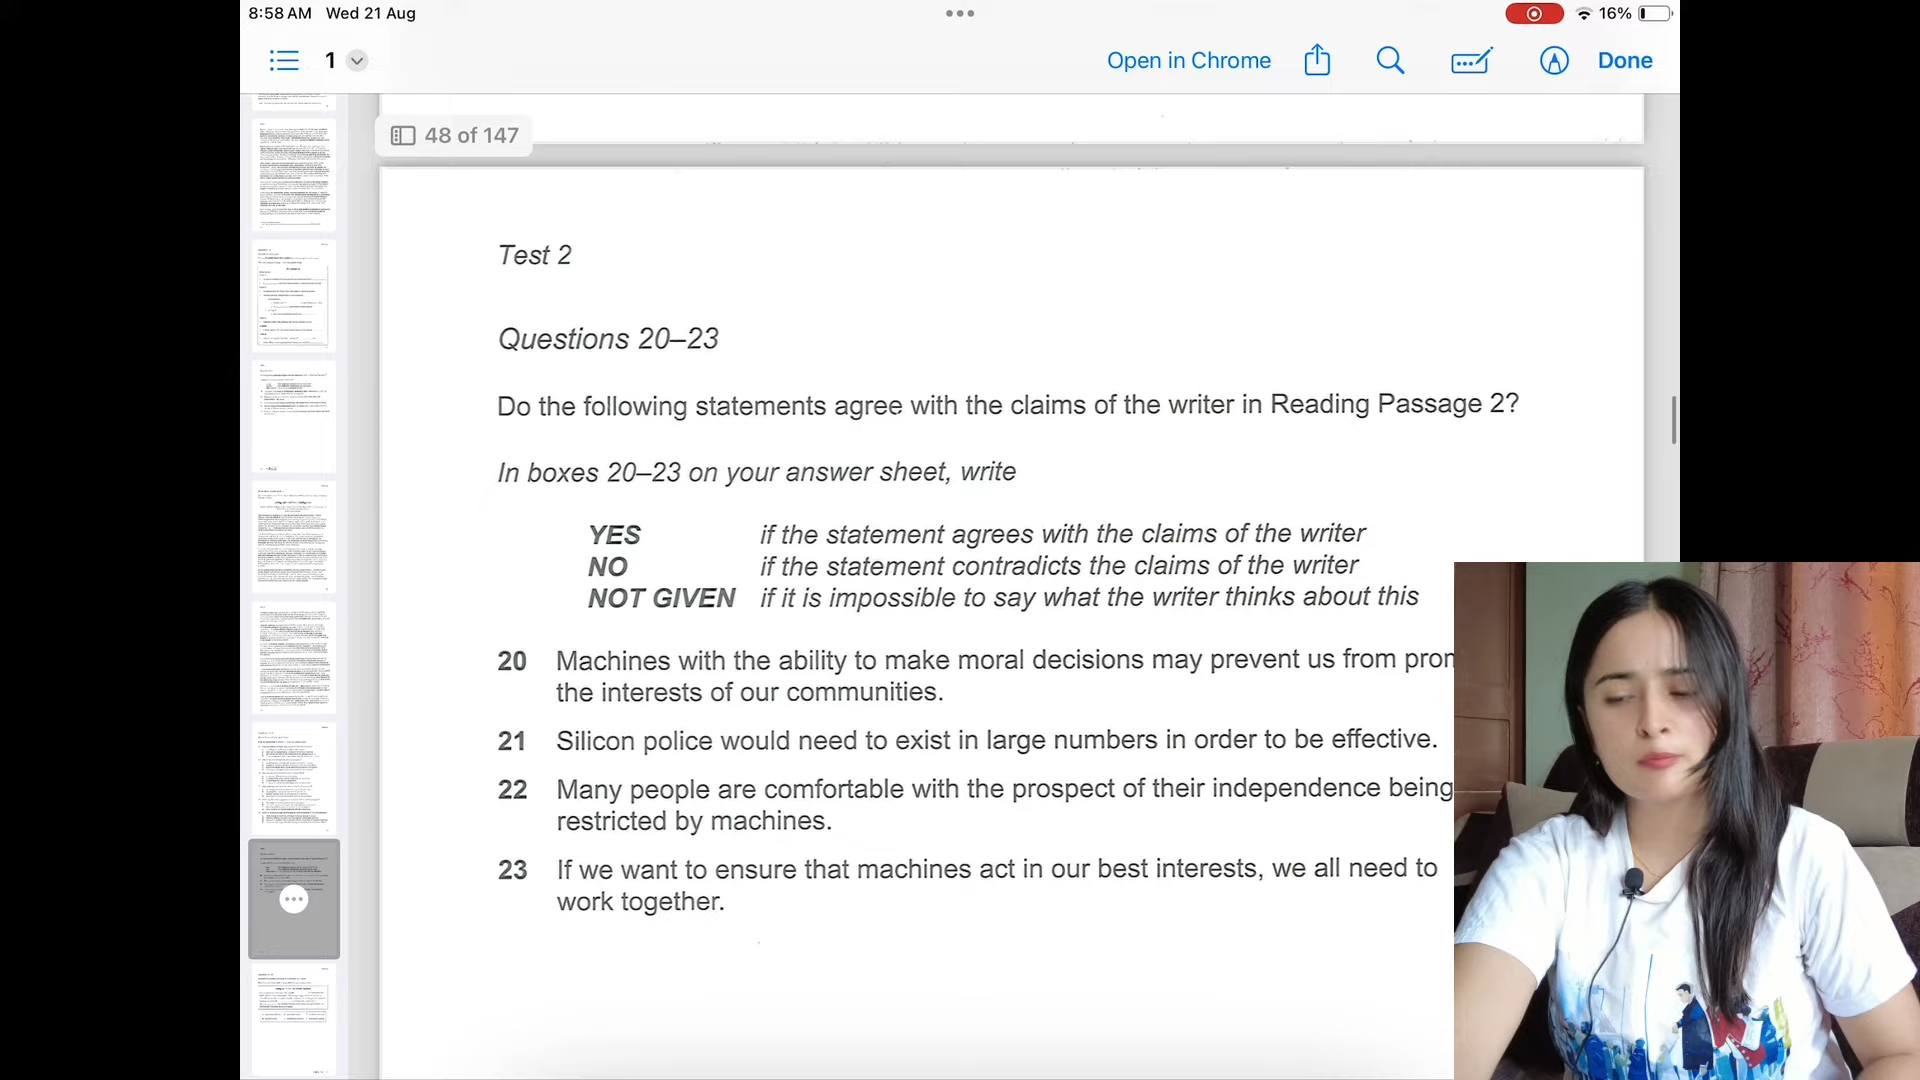 8:58 AM Wed 21 Aug
16%
1
Open in Chrome
Done
48 of 147
Test 2
Questions 20–23
Do the following statements agree with the claims of the writer in Reading Passage 2?
In boxes 20–23 on your answer sheet, write
YES if the statement agrees with the claims of the writer
NO if the statement contradicts the claims of the writer
NOT GIVEN if it is impossible to say what the writer thinks about this
20 Machines with the ability to make moral decisions may prevent us from
the interests of our communities.
21 Silicon police would need to exist in large numbers in order to be effective.
22 Many people are comfortable with the prospect of their independence being
restricted by machines.
23 If we want to ensure that machines act in our best interests, we all need to
work together.